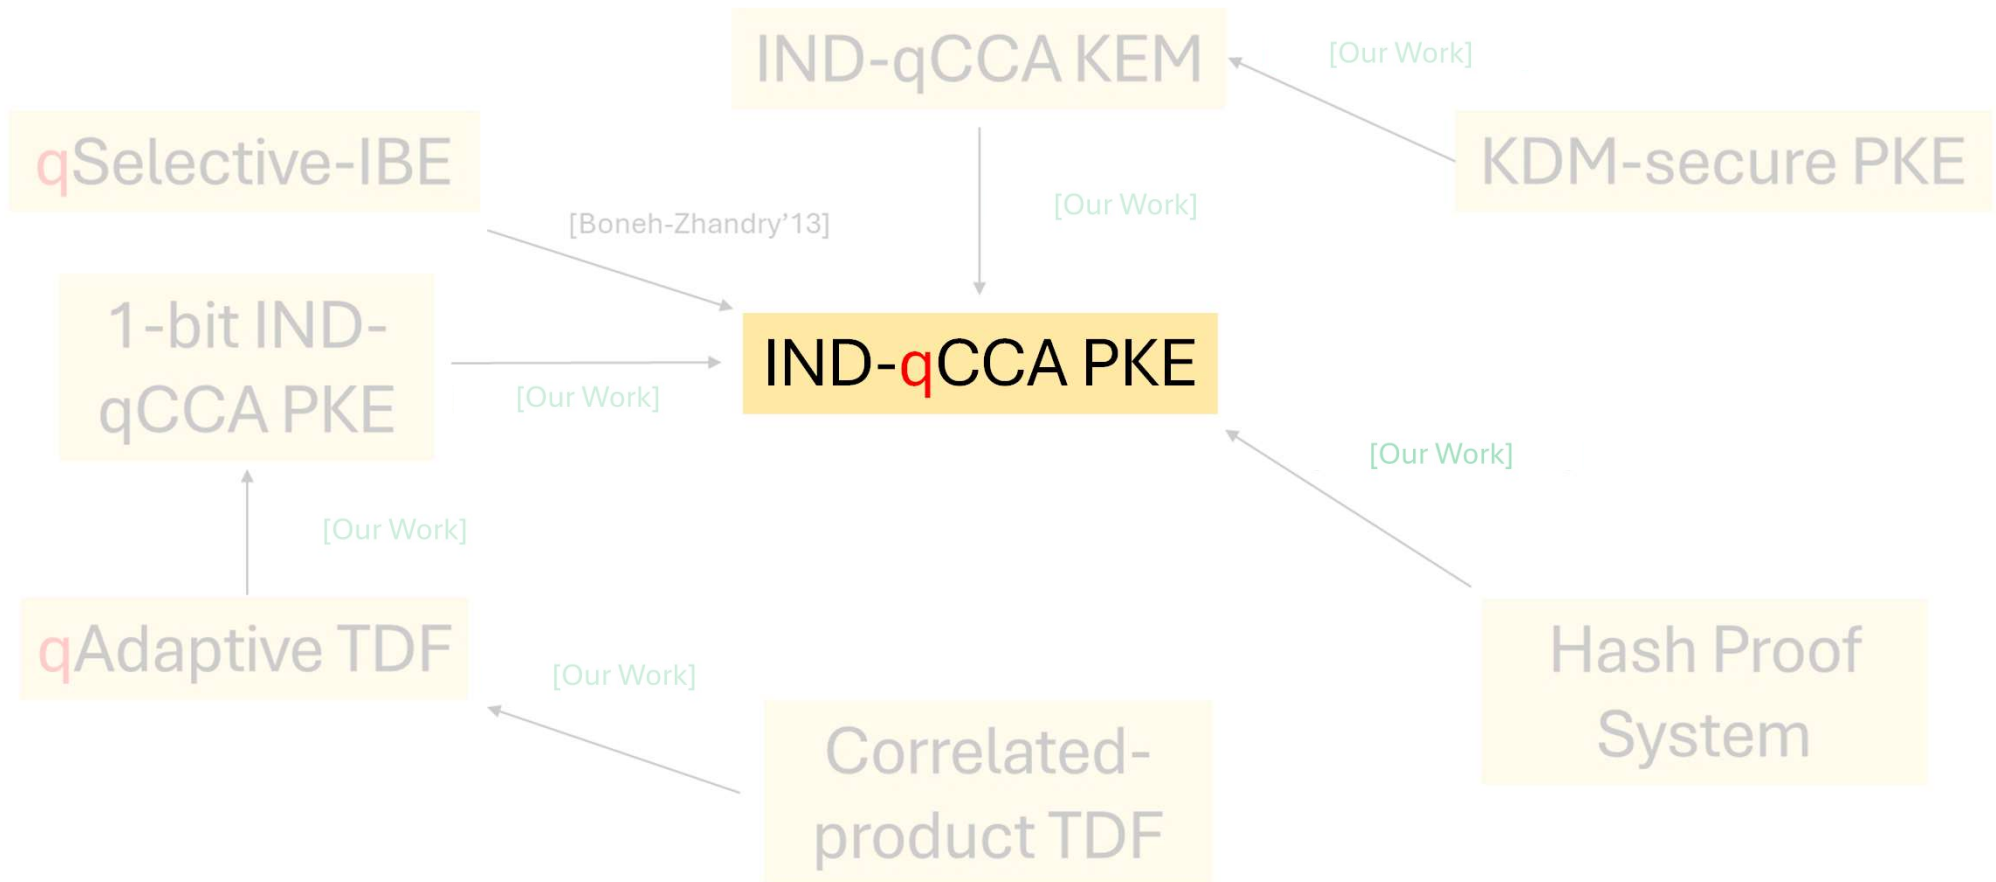 IND-qCCA KEM
[Our Work]
qSelective-IBE
KDM-secure PKE
[Our Work]
[Boneh-Zhandry’13]
1-bit IND-
qCCA PKE
IND-qCCA PKE
[Our Work]
[Our Work]
[Our Work]
qAdaptive TDF
[Our Work]
Hash Proof
System
Correlated-
product TDF